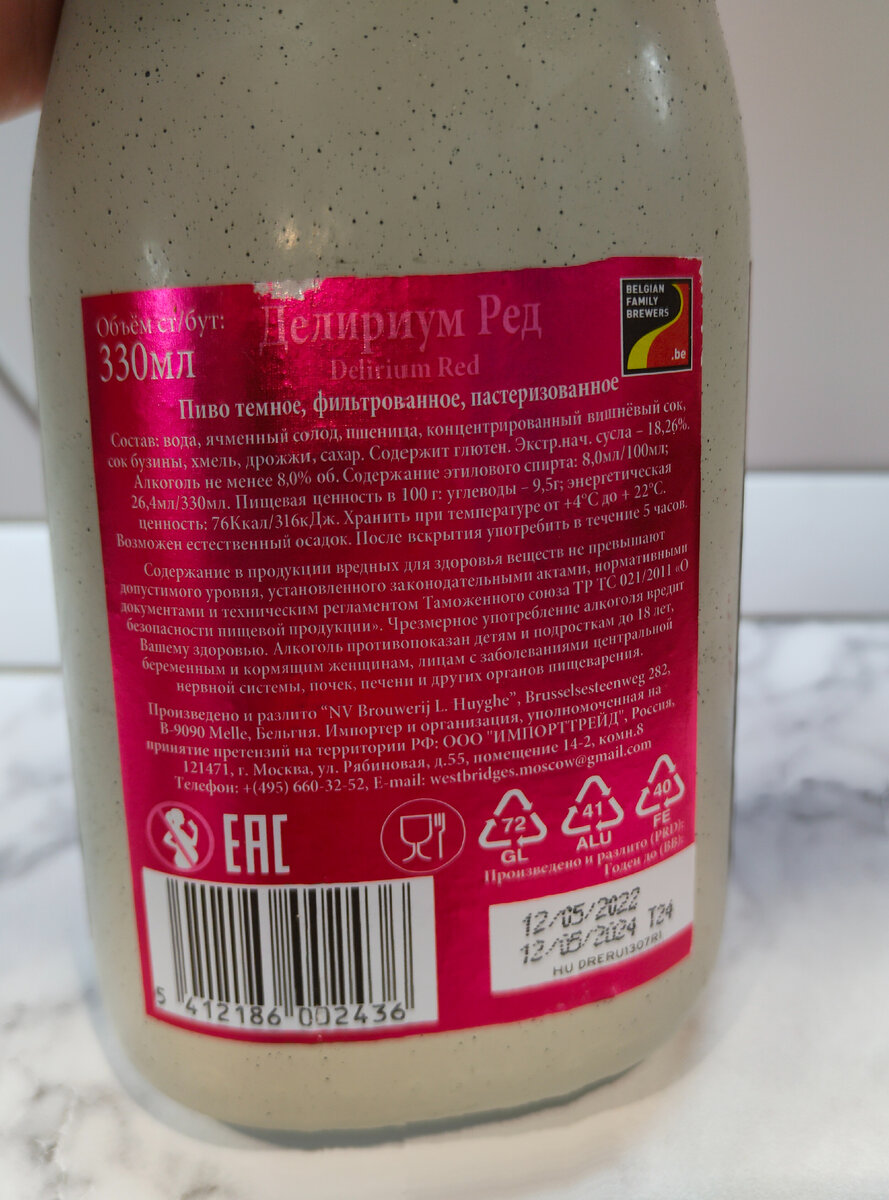 Объём ст/бут:
330мл
Делириум Ред
Delirium Red
BELGIAN
FAMILY
BREWERS
.be
Пиво темное, фильтрованное, пастеризованное
Состав: вода, ячменный солод, пшеница, концентрированный вишнёвый сок,
сок бузины, хмель, дрожжи, сахар. Содержит глютен. Экстр.нач. сусла – 18,26%.
Алкоголь не менее 8,0% об. Содержание этилового спирта: 8,0мл/100мл;
26,4мл/330мл. Пищевая ценность в 100 г: углеводы – 9,5г; энергетическая
ценность: 76Ккал/316кДж. Хранить при температуре от +4°С до + 22°С.
Возможен естественный осадок. После вскрытия употребить в течение 5 часов.
Содержание в продукции вредных для здоровья веществ не превышают
допустимого уровня, установленного законодательными актами, нормативными
документами и техническим регламентом Таможенного союза ТР ТС 021/2011 «О
безопасности пищевой продукции». Чрезмерное употребление алкоголя вредит
Вашему здоровью. Алкоголь противопоказан детям и подросткам до 18 лет,
беременным и кормящим женщинам, лицам с заболеваниями центральной
нервной системы, почек, печени и других органов пищеварения.
Произведено и разлито “NV Brouwerij L. Huyghe”, Brusselsesteenweg 282,
B-9090 Melle, Бельгия. Импортер и организация, уполномоченная на
принятие претензий на территории РФ: ООО "ИМПОРТТРЕЙД", Россия,
121471, г. Москва, ул. Рябиновая, д.55, помещение 14-2, комн.8
Телефон: +(495) 660-32-52, E-mail: westbridges.moscow@gmail.com
EAC
72
GL
41
ALU
40
FE
Произведено и разлито (PRD):
Годен до (BB):
12/05/2022
12/05/2024 T24
HU DRERU1307R1
5 412186 002436